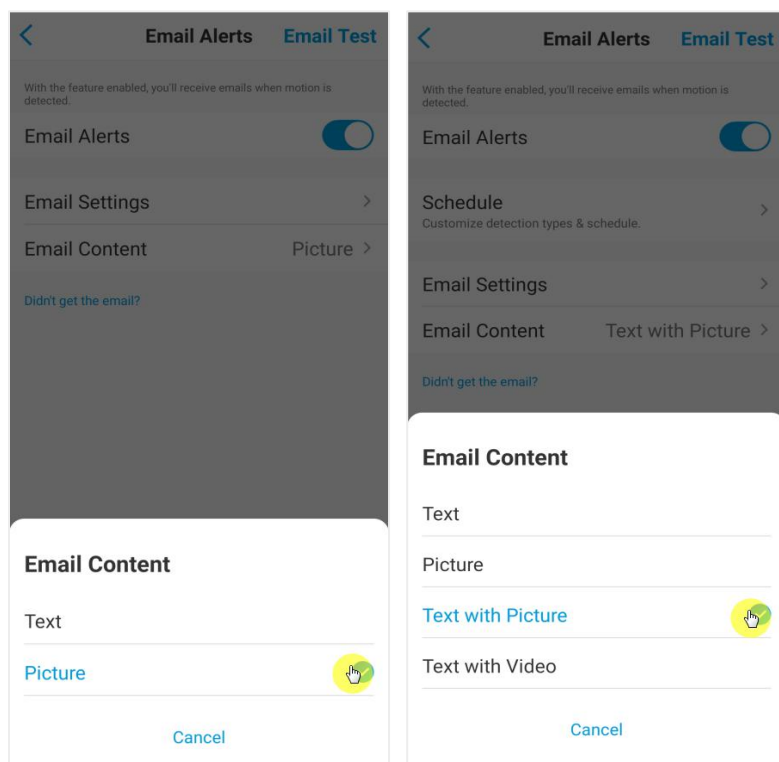 Email Alerts Email Test
With the feature enabled, you'll receive emails when motion is
detected.
Email Alerts
Email Settings
Email Content Picture
Didn't get the email?
Email Content
Text
Picture
Cancel
Email Alerts Email Test
With the feature enabled, you'll receive emails when motion is
detected.
Email Alerts
Schedule
Customize detection types & schedule.
Email Settings
Email Content Text with Picture
Didn't get the email?
Email Content
Text
Picture
Text with Picture
Text with Video
Cancel